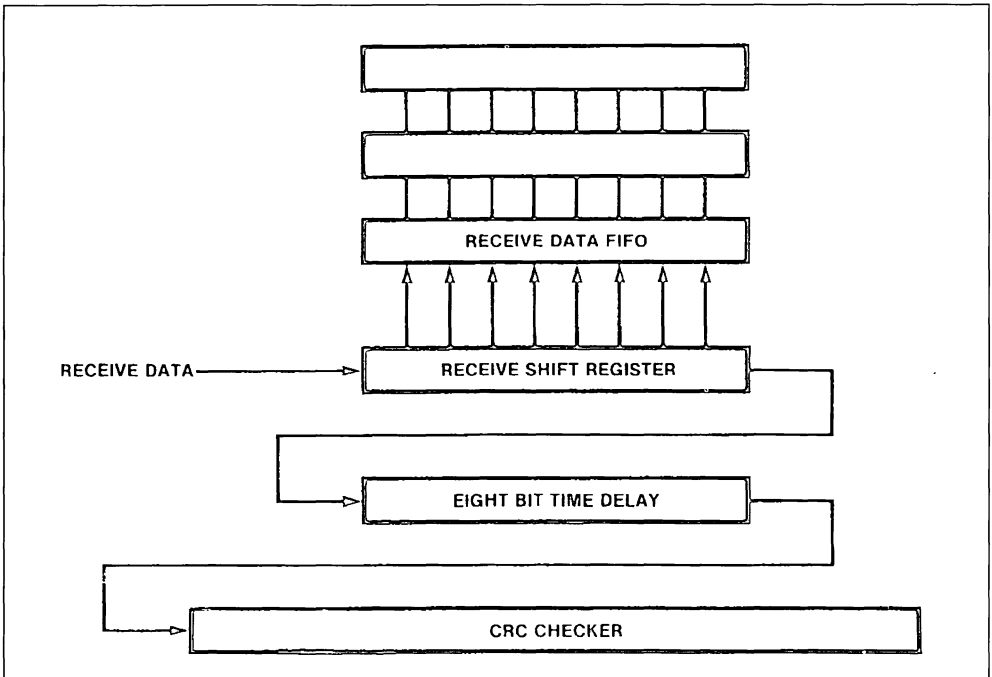 RECEIVE DATA FIFO
RECEIVE DATA
RECEIVE SHIFT REGISTER
EIGHT BIT TIME DELAY
CRC CHECKER